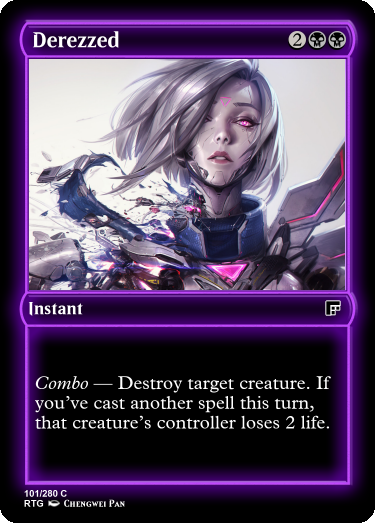 Derezzed 2
Instant
Combo — Destroy target creature. If
you've cast another spell this turn,
that creature's controller loses 2 life.
101/280 C
RTG Chengwei Pan